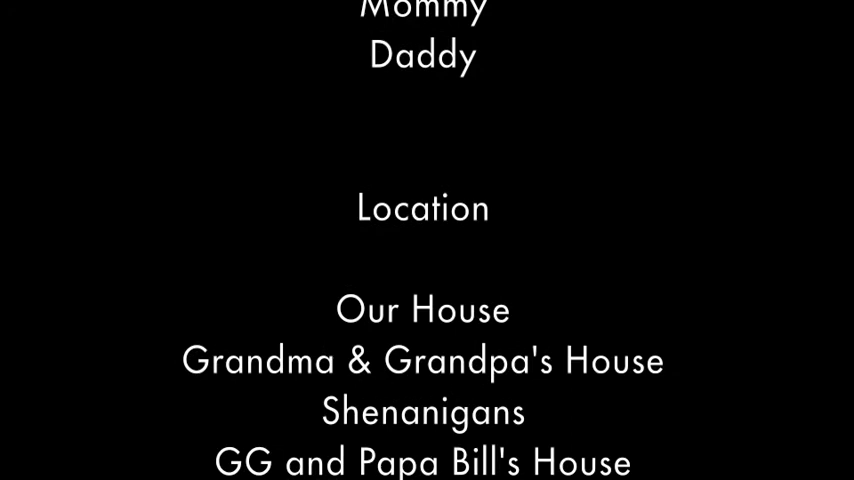 Mommy
Daddy
Location
Our House
Grandma & Grandpa's House
Shenanigans
GG and Papa Bill's House